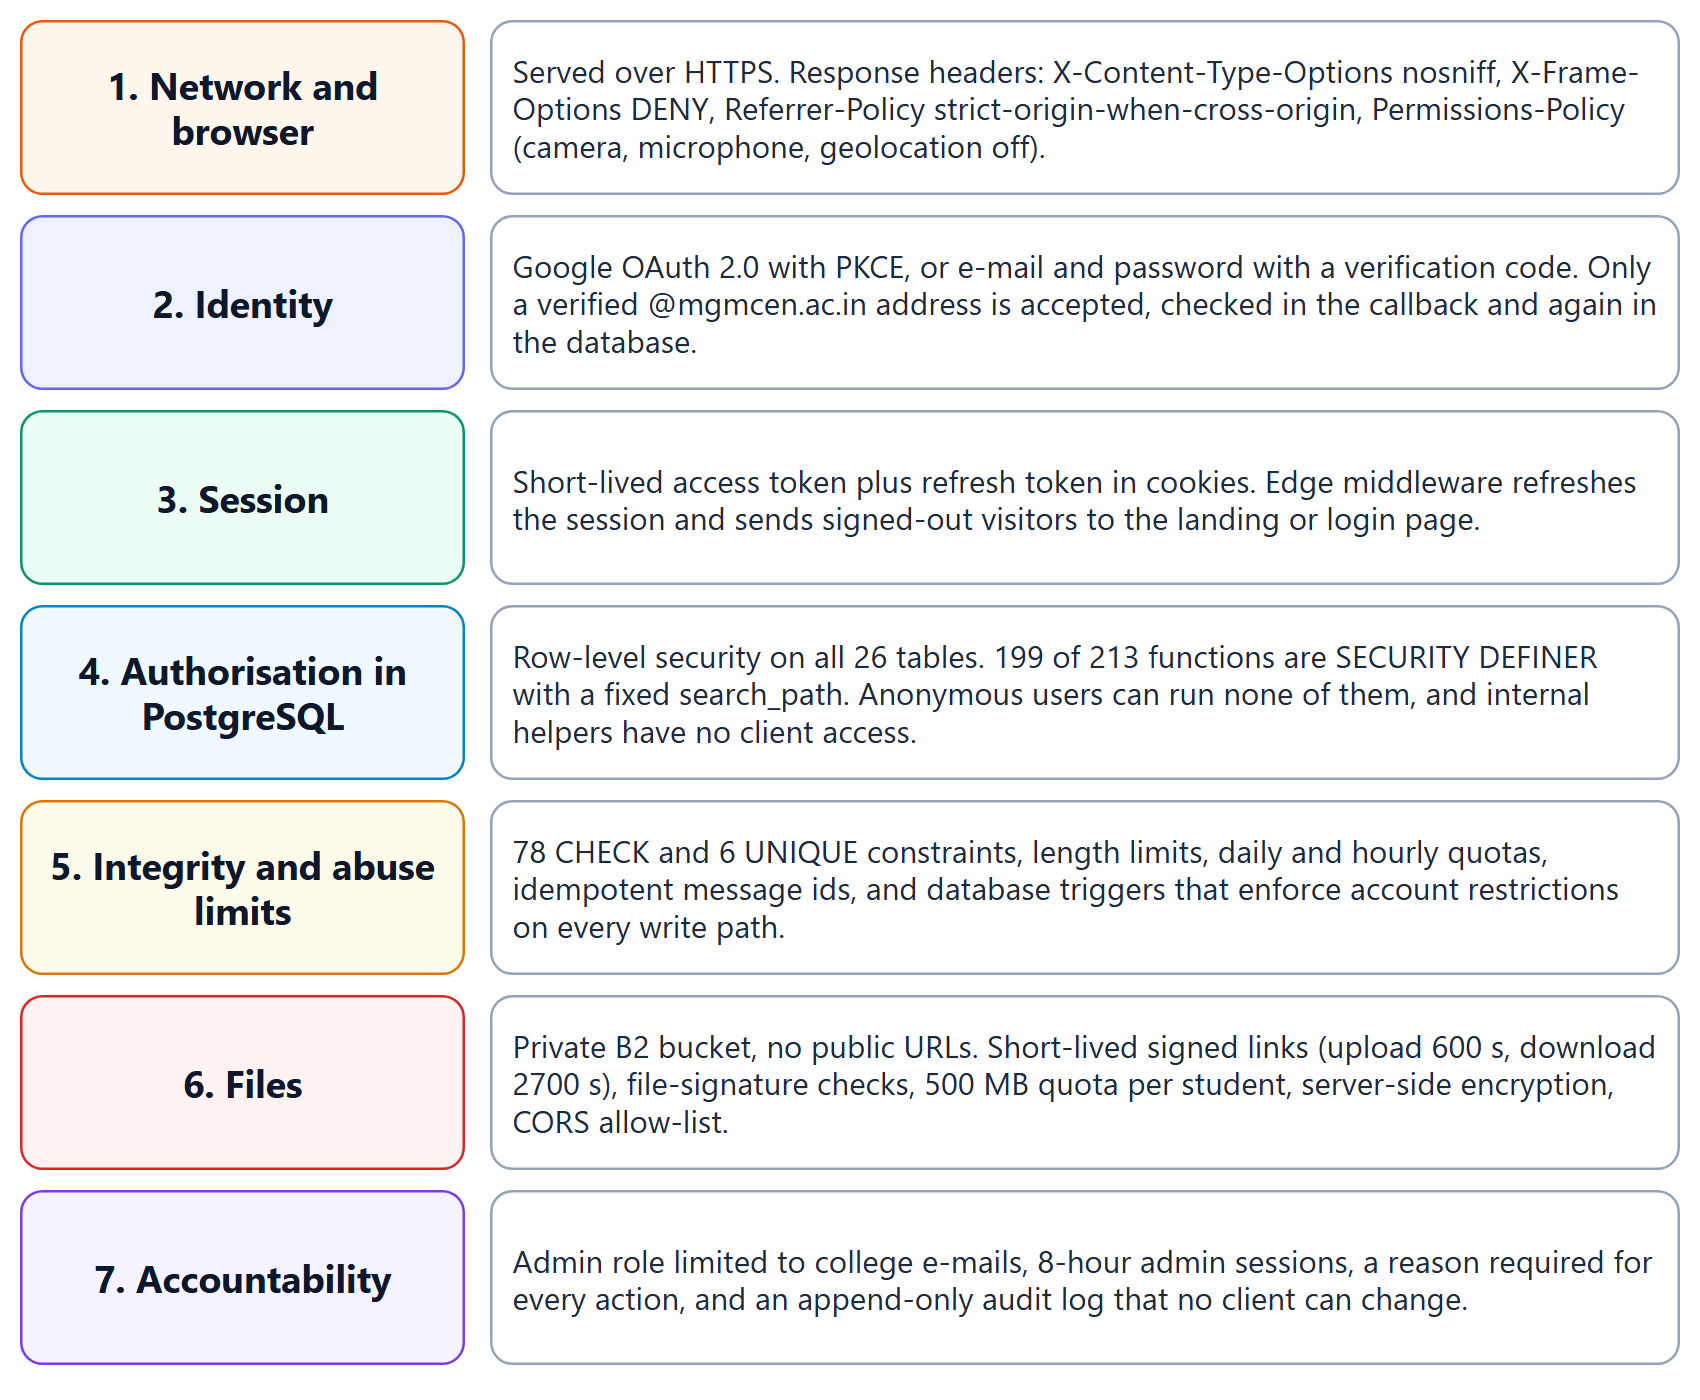 1. Network and
browser
Served over HTTPS. Response headers: X-Content-Type-Options nosniff, X-Frame-
Options DENY, Referrer-Policy strict-origin-when-cross-origin, Permissions-Policy
(camera, microphone, geolocation off).
2. Identity
Google OAuth 2.0 with PKCE, or e-mail and password with a verification code. Only
a verified @mgmcen.ac.in address is accepted, checked in the callback and again in
the database.
3. Session
Short-lived access token plus refresh token in cookies. Edge middleware refreshes
the session and sends signed-out visitors to the landing or login page.
4. Authorisation in
PostgreSQL
Row-level security on all 26 tables. 199 of 213 functions are SECURITY DEFINER
with a fixed search_path. Anonymous users can run none of them, and internal
helpers have no client access.
5. Integrity and abuse
limits
78 CHECK and 6 UNIQUE constraints, length limits, daily and hourly quotas,
idempotent message ids, and database triggers that enforce account restrictions
on every write path.
6. Files
Private B2 bucket, no public URLs. Short-lived signed links (upload 600 s, download
2700 s), file-signature checks, 500 MB quota per student, server-side encryption,
CORS allow-list.
7. Accountability
Admin role limited to college e-mails, 8-hour admin sessions, a reason required for
every action, and an append-only audit log that no client can change.